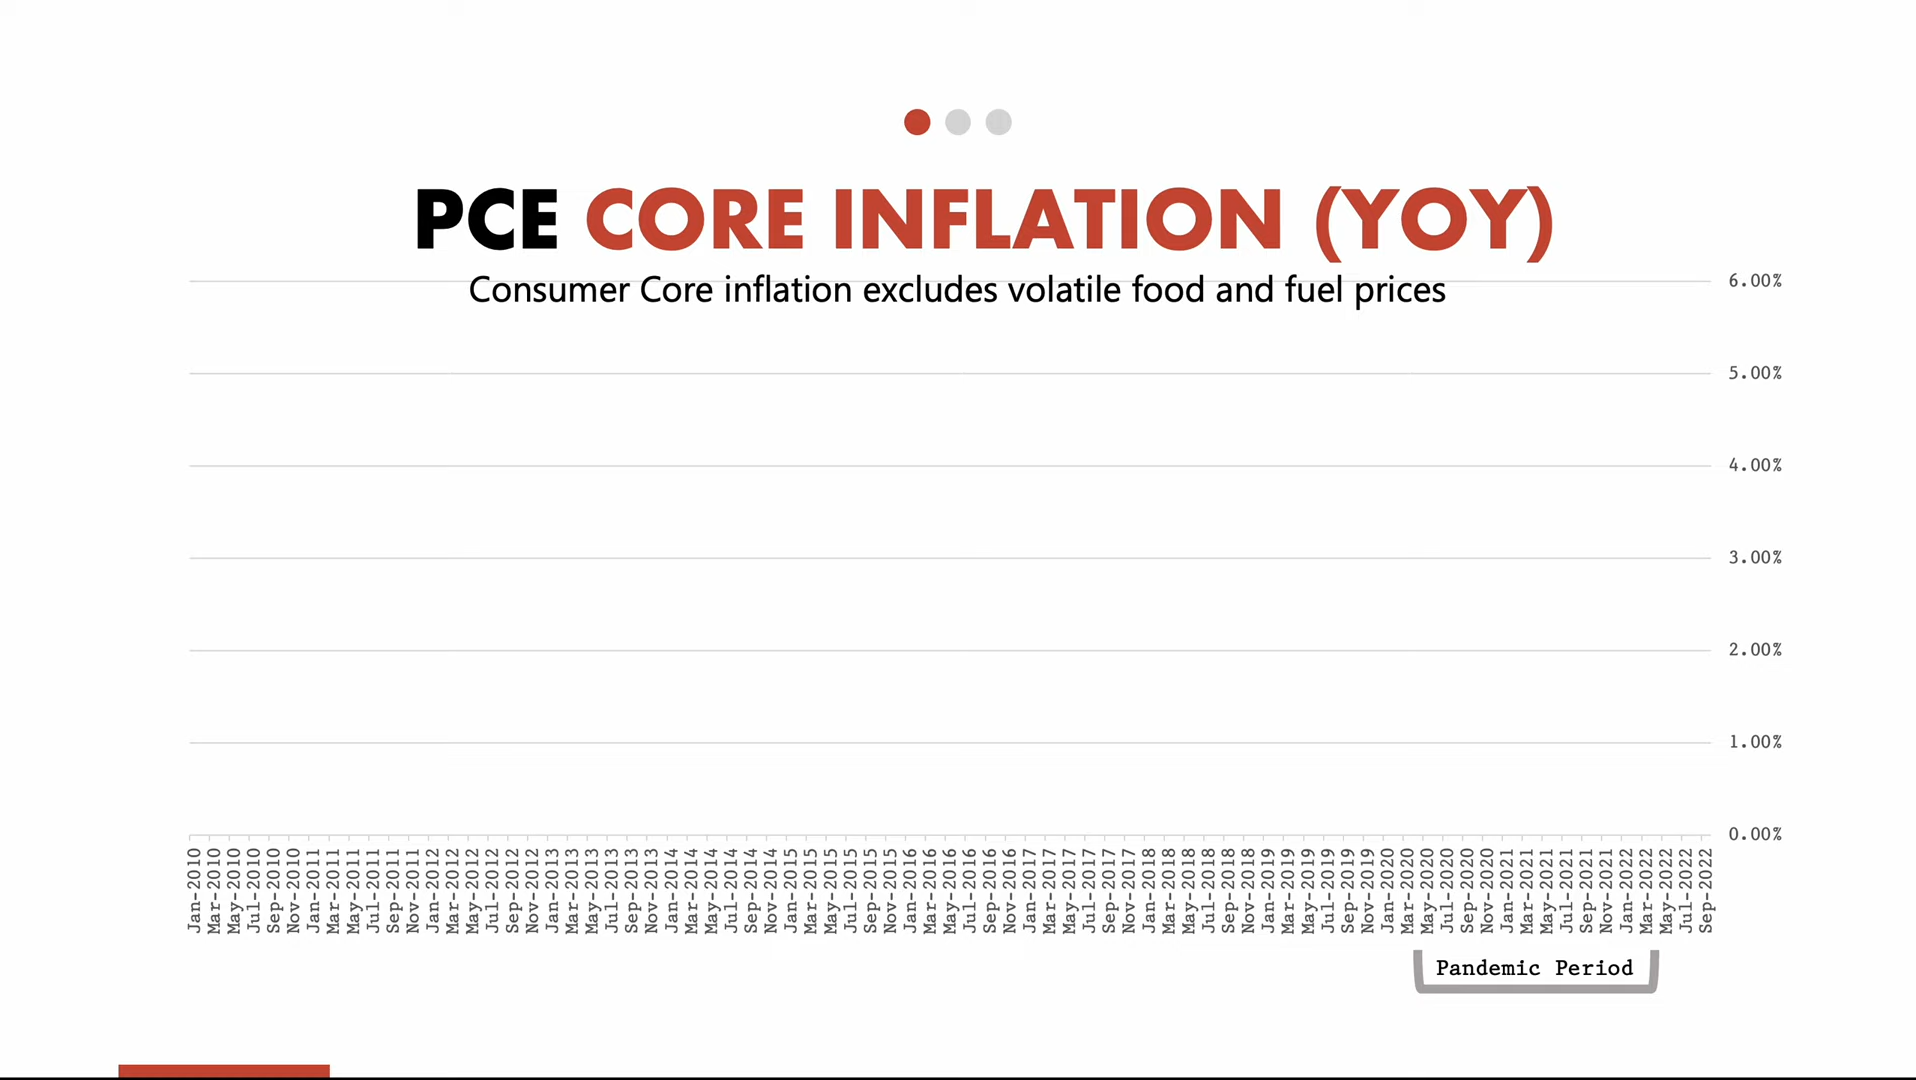 PCE CORE INFLATION (YOY)
Consumer Core inflation excludes volatile food and fuel prices
6.00%
5.00%
4.00%
3.00%
2.00%
1.00%
0.00%
Jan-2010
Mar-2010
May-2010
Jul-2010
Sep-2010
Nov-2010
Jan-2011
Mar-2011
May-2011
Jul-2011
Sep-2011
Nov-2011
Jan-2012
Mar-2012
May-2012
Jul-2012
Sep-2012
Nov-2012
Jan-2013
Mar-2013
May-2013
Jul-2013
Sep-2013
Nov-2013
Jan-2014
Mar-2014
May-2014
Jul-2014
Sep-2014
Nov-2014
Jan-2015
Mar-2015
May-2015
Jul-2015
Sep-2015
Nov-2015
Jan-2016
Mar-2016
May-2016
Jul-2016
Sep-2016
Nov-2016
Jan-2017
Mar-2017
May-2017
Jul-2017
Sep-2017
Nov-2017
Jan-2018
Mar-2018
May-2018
Jul-2018
Sep-2018
Nov-2018
Jan-2019
Mar-2019
May-2019
Jul-2019
Sep-2019
Nov-2019
Jan-2020
Mar-2020
May-2020
Jul-2020
Sep-2020
Nov-2020
Jan-2021
Mar-2021
May-2021
Jul-2021
Sep-2021
Nov-2021
Jan-2022
Mar-2022
May-2022
Jul-2022
Sep-2022
Pandemic Period